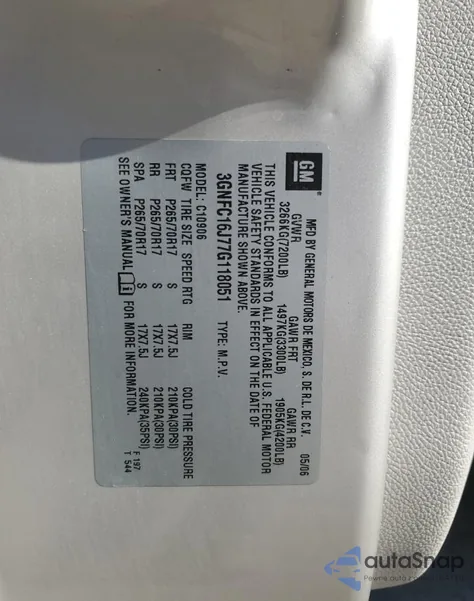 GM
MFD BY GENERAL MOTORS DE MEXICO, S. DE R.L. DE C.V. 05/06
GVWR GAWR FRT GAWR RR
3266KG(7200LB) 1497KG(3300LB) 1905KG(4200LB)
THIS VEHICLE CONFORMS TO ALL APPLICABLE U.S. FEDERAL MOTOR
VEHICLE SAFETY STANDARDS IN EFFECT ON THE DATE OF
MANUFACTURE SHOWN ABOVE.
3GNFC16J77G118051 TYPE: M.P.V.
MODEL: C10906
CQFW TIRE SIZE SPEED RTG RIM COLD TIRE PRESSURE
FRT P265/70R17 S 17X7.5J 210KPA(30PSI)
RR P265/70R17 S 17X7.5J 210KPA(30PSI)
SPA P265/70R17 S 17X7.5J 240KPA(35PSI)
SEE OWNER'S MANUAL FOR MORE INFORMATION.
F 197
T 544
autoSnap